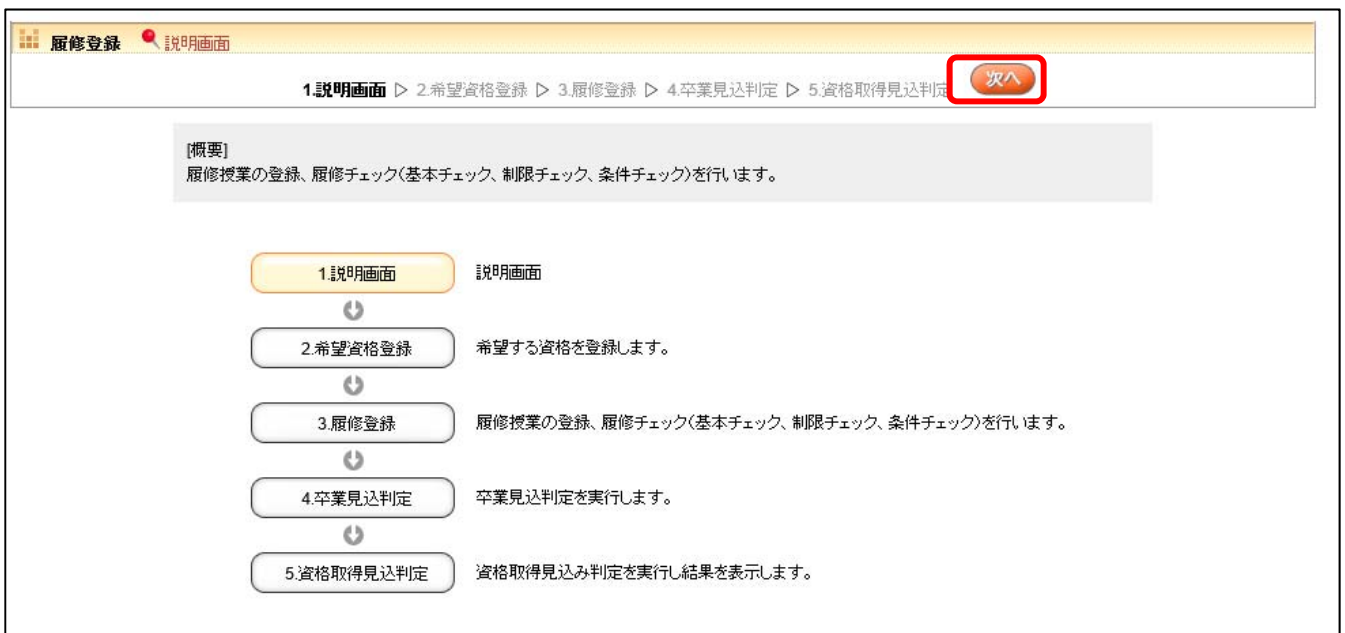 履修登録 説明画面
1.説明画面 ▷ 2.希望資格登録 ▷ 3.履修登録 ▷ 4.卒業見込判定 ▷ 5.資格取得見込判定 次へ
[概要]
履修授業の登録、履修チェック(基本チェック、制限チェック、条件チェック)を行います。
1.説明画面 説明画面
2.希望資格登録 希望する資格を登録します。
3.履修登録 履修授業の登録、履修チェック(基本チェック、制限チェック、条件チェック)を行います。
4.卒業見込判定 卒業見込判定を実行します。
5.資格取得見込判定 資格取得見込み判定を実行し結果を表示します。